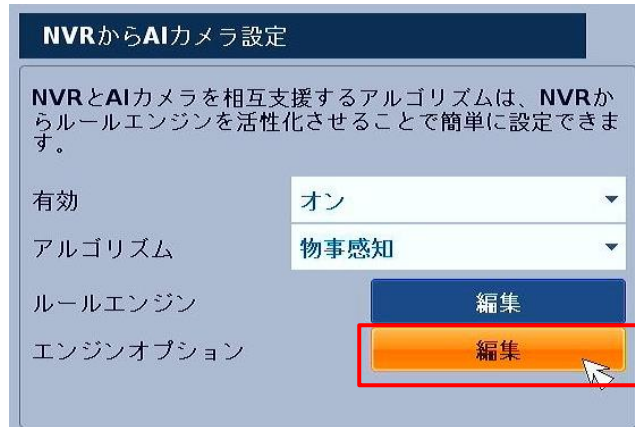 NVRからAIカメラ設定
NVRとAIカメラを相互支援するアルゴリズムは、NVRか
らルールエンジンを活性化させることで簡単に設定できま
す。
有効 オン
アルゴリズム 物事感知
ルールエンジン 編集
エンジンオプション 編集